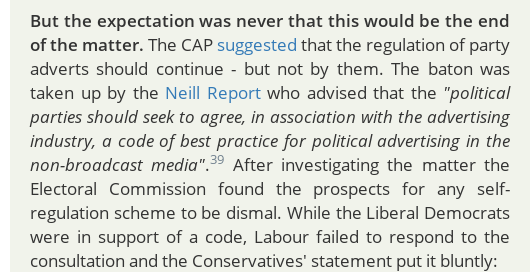 But the expectation was never that this would be the end
of the matter. The CAP suggested that the regulation of party
adverts should continue - but not by them. The baton was
taken up by the Neill Report who advised that the "political
parties should seek to agree, in association with the advertising
industry, a code of best practice for political advertising in the
non-broadcast media".39 After investigating the matter the
Electoral Commission found the prospects for any self-
regulation scheme to be dismal. While the Liberal Democrats
were in support of a code, Labour failed to respond to the
consultation and the Conservatives' statement put it bluntly: